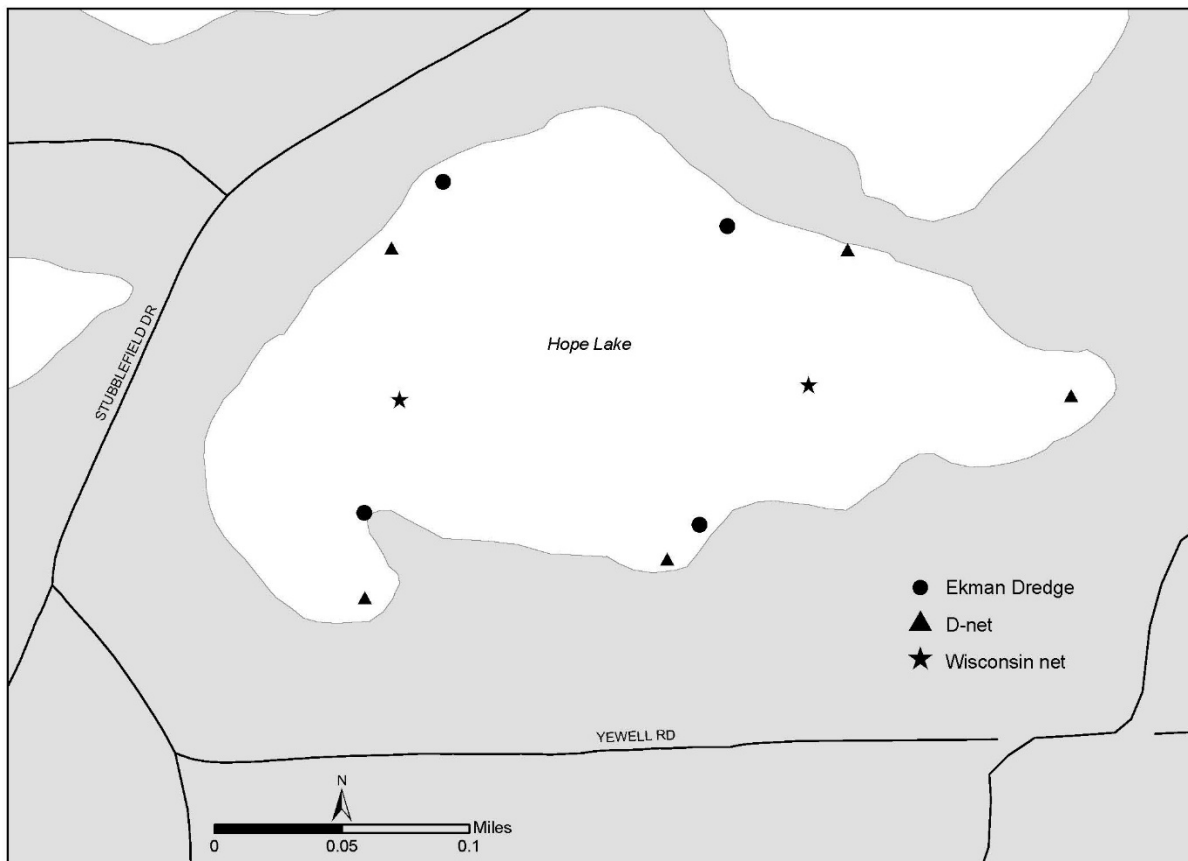 Hope Lake
STUBBLEFIELD DR
Ekman Dredge
D-net
Wisconsin net
YEWELL RD
N
Miles
0 0.05 0.1